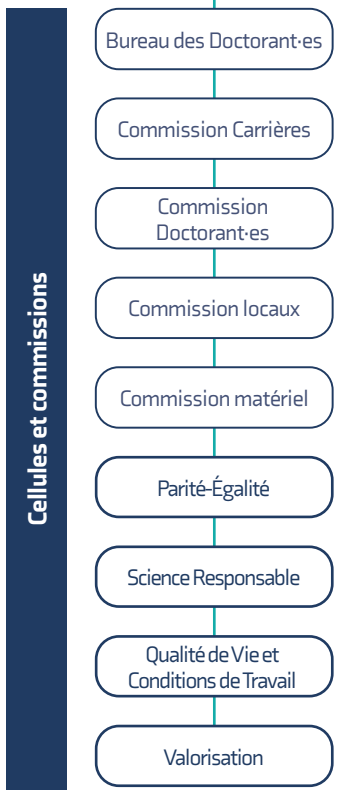 Cellules et commissions
Bureau des Doctorant·es
Commission Carrières
Commission
Doctorant·es
Commission locaux
Commission matériel
Parité-Égalité
Science Responsable
Qualité de Vie et
Conditions de Travail
Valorisation